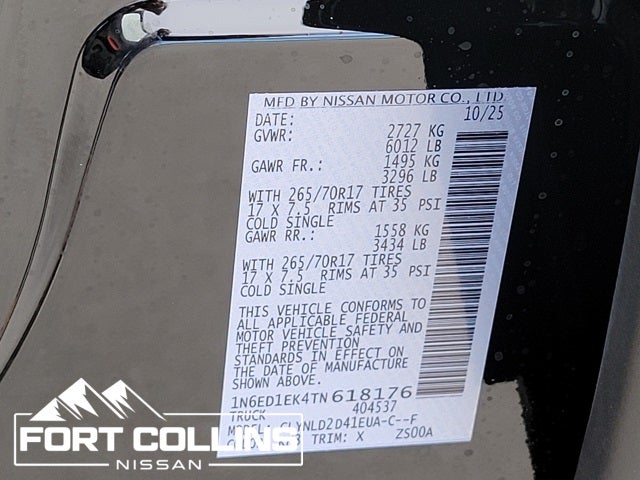 MFD BY NISSAN MOTOR CO., LTD.
DATE: 10/25
GVWR: 2727 KG
6012 LB
GAWR FR.: 1495 KG
3296 LB
WITH 265/70R17 TIRES
17 X 7.5 RIMS AT 35 PSI
COLD SINGLE
GAWR RR.: 1558 KG
3434 LB
WITH 265/70R17 TIRES
17 X 7.5 RIMS AT 35 PSI
COLD SINGLE
THIS VEHICLE CONFORMS TO
ALL APPLICABLE FEDERAL
MOTOR VEHICLE SAFETY AND
THEFT PREVENTION
STANDARDS IN EFFECT ON
THE DATE OF MANUFACTURE
SHOWN ABOVE.
1N6ED1EK4TN618176
TRUCK 404537
MODEL: CLYNLD2D41EUA-C--F
TRIM: X ZS00A
FORT COLLINS
NISSAN